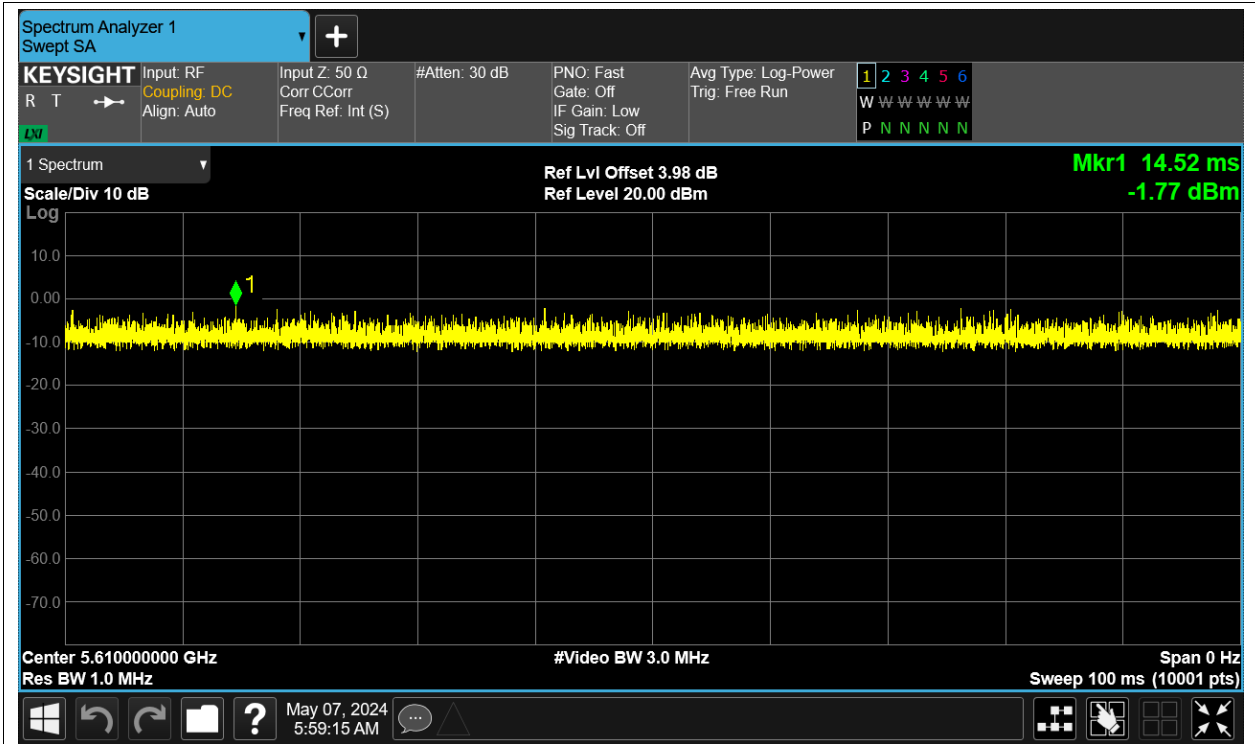 Spectrum Analyzer 1
Swept SA
+
KEYSIGHT
R T
LXI
Input: RF
Coupling: DC
Align: Auto
Input Z: 50 Ω
Corr CCorr
Freq Ref: Int (S)
#Atten: 30 dB
PNO: Fast
Gate: Off
IF Gain: Low
Sig Track: Off
Avg Type: Log-Power
Trig: Free Run
1 2 3 4 5 6
W W W W W W
P N N N N N
1 Spectrum
Scale/Div 10 dB
Log
Ref Lvl Offset 3.98 dB
Ref Level 20.00 dBm
Mkr1 14.52 ms
-1.77 dBm
1
10.0
0.00
-10.0
-20.0
-30.0
-40.0
-50.0
-60.0
-70.0
Center 5.610000000 GHz
Res BW 1.0 MHz
#Video BW 3.0 MHz
Span 0 Hz
Sweep 100 ms (10001 pts)
?
May 07, 2024
5:59:15 AM